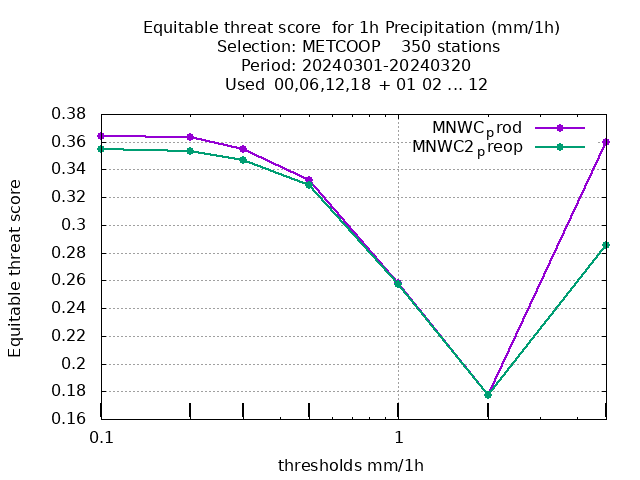 Equitable threat score  for 1h Precipitation (mm/1h)
Selection: METCOOP    350 stations
Period: 20240301-20240320
Used  00,06,12,18 + 01 02 ... 12
MNWCprod
MNWC2preop
Equitable threat score
0.38
0.36
0.34
0.32
0.3
0.28
0.26
0.24
0.22
0.2
0.18
0.16
0.1
1
thresholds mm/1h